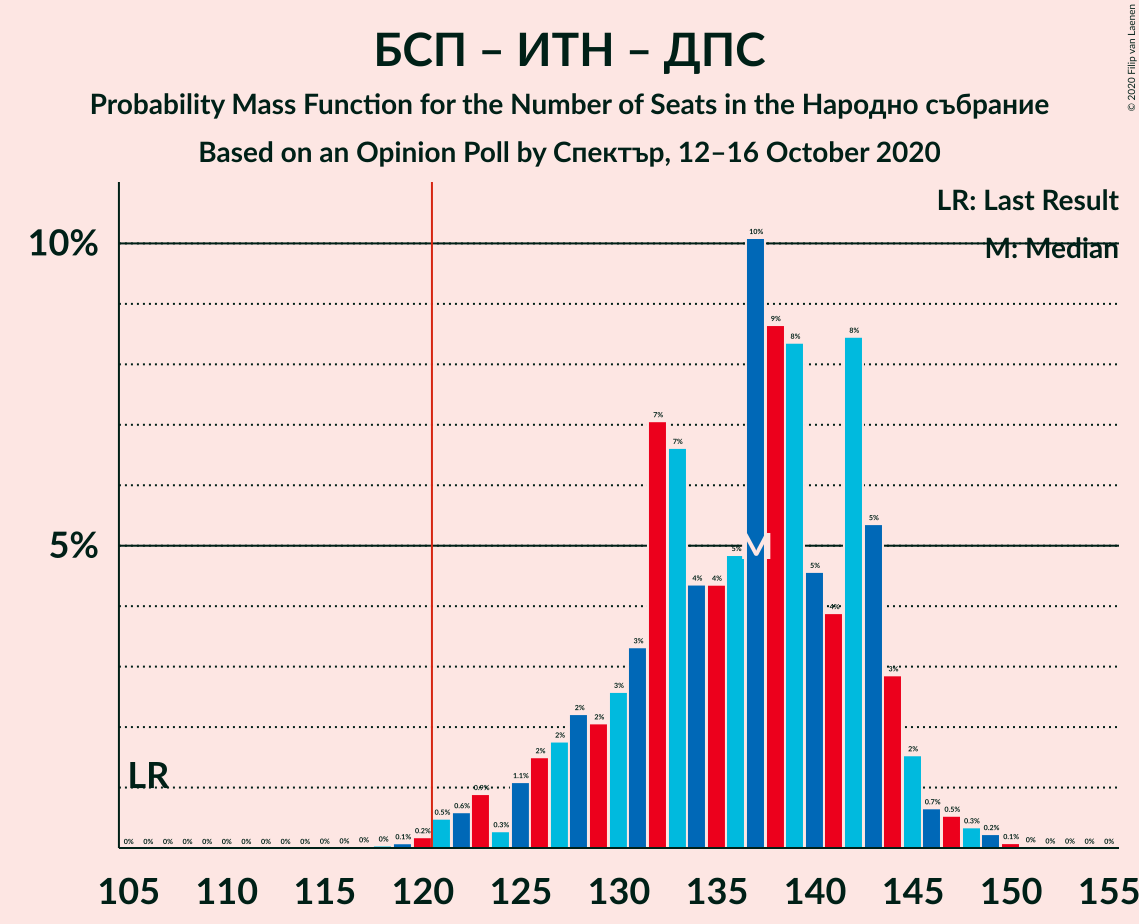 БСП – ИТН – ДПС
Probability Mass Function for the Number of Seats in the Народно събрание
Based on an Opinion Poll by Спектър, 12–16 October 2020
© 2020 Filip van Laenen
LR: Last Result
M: Median
10%
5%
LR
M
0% 0% 0% 0% 0% 0% 0% 0% 0% 0% 0% 0% 0% 0% 0.1% 0.2% 0.5% 0.6% 0.9% 0.3% 1.1% 2% 2% 2% 2% 3% 3% 7% 7% 4% 4% 5% 10% 9% 8% 5% 4% 8% 5% 3% 2% 0.7% 0.5% 0.3% 0.2% 0.1% 0% 0% 0% 0% 0%
105 110 115 120 125 130 135 140 145 150 155